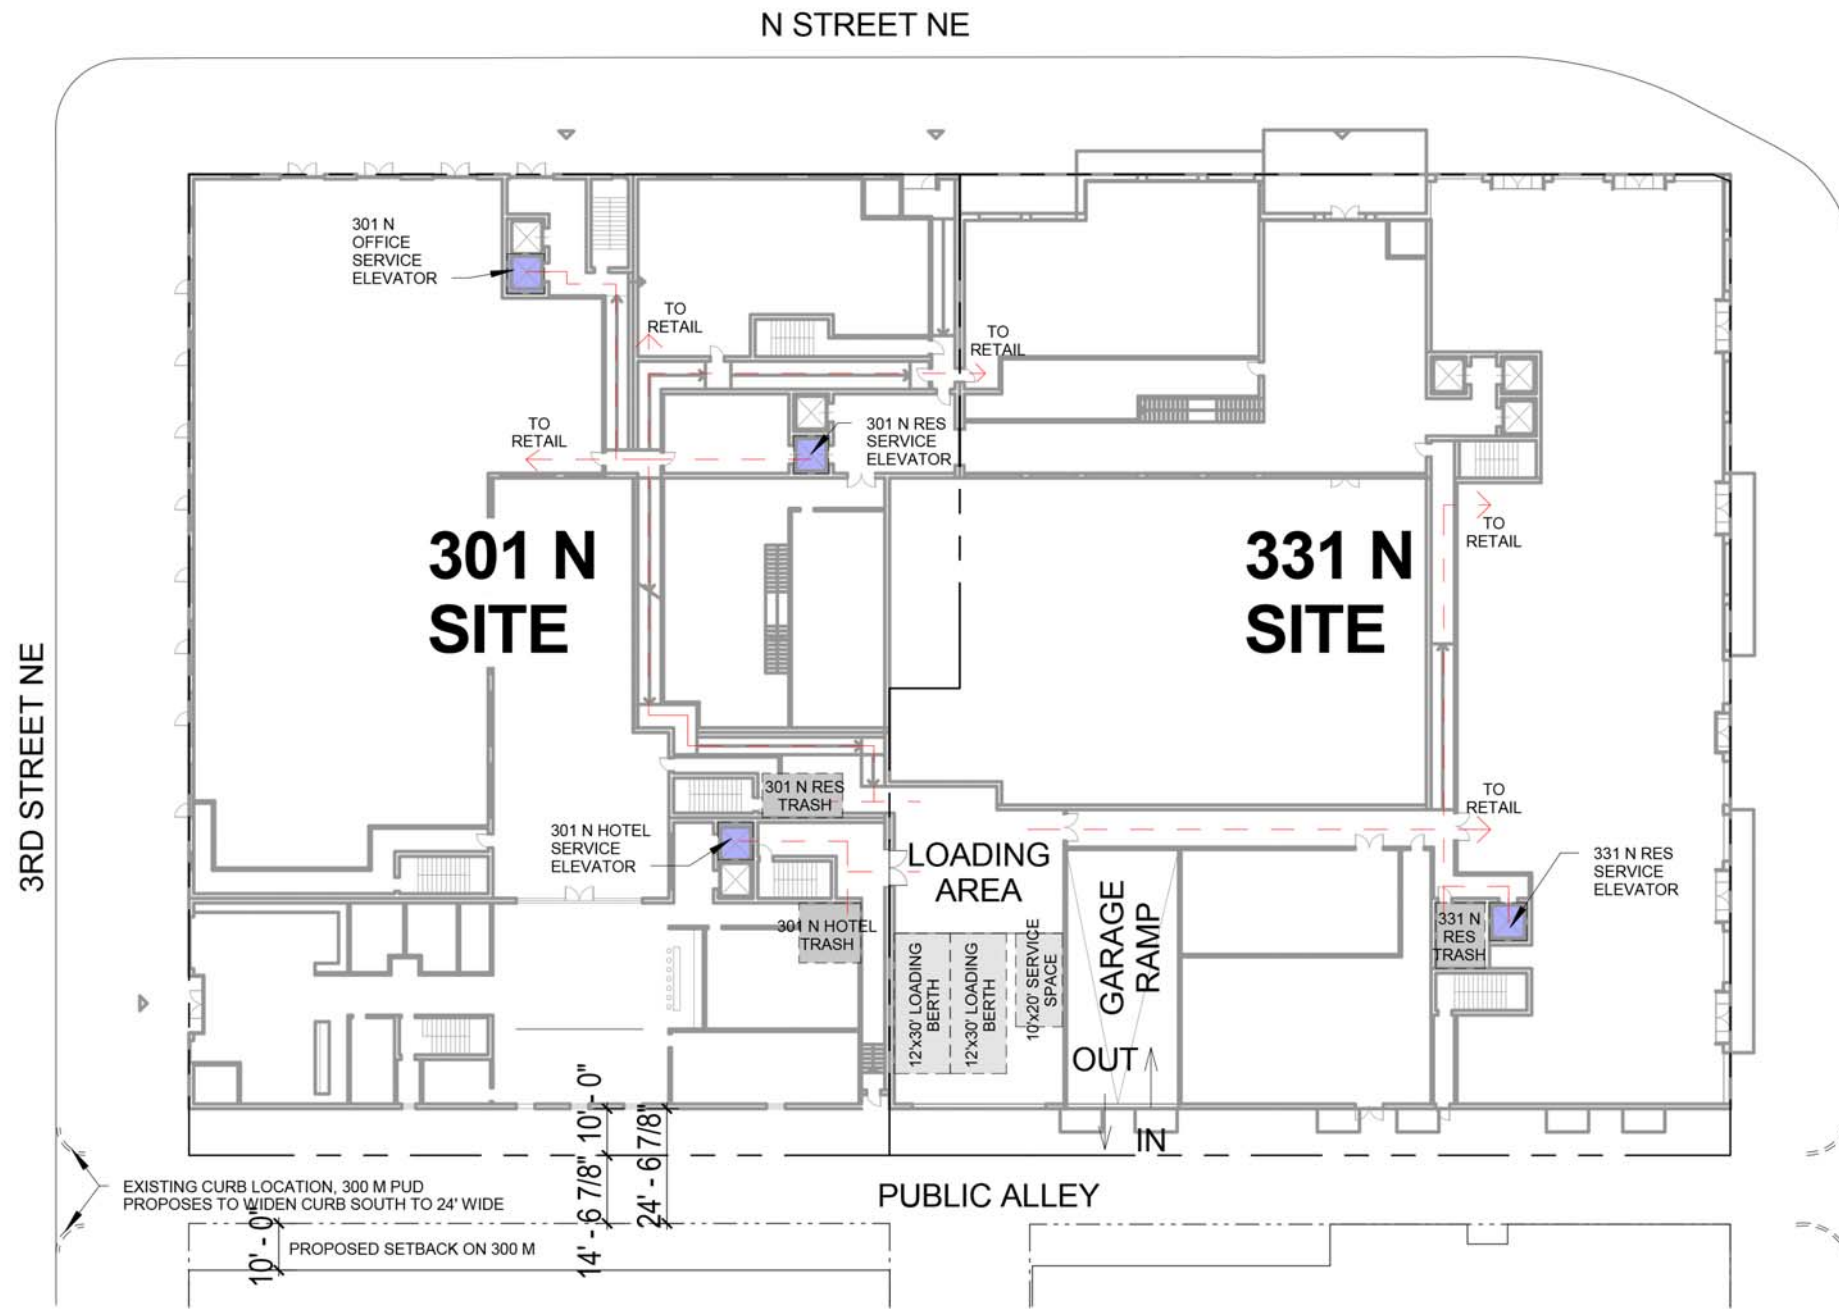 N STREET NE
301 N
OFFICE
SERVICE
ELEVATOR
TO
RETAIL
TO
RETAIL
TO
RETAIL
301 N RES
SERVICE
ELEVATOR
301 N
SITE
331 N
SITE
TO
RETAIL
3RD STREET NE
301 N RES
TRASH
TO
RETAIL
301 N HOTEL
SERVICE
ELEVATOR
LOADING
AREA
331 N RES
SERVICE
ELEVATOR
301 N HOTEL
TRASH
12'x30' LOADING
BERTH
12'x30' LOADING
BERTH
10'x20' SERVICE
SPACE
GARAGE
RAMP
331 N
RES
TRASH
OUT
IN
10' - 0"
14' - 6 7/8"
24' - 6 7/8"
EXISTING CURB LOCATION, 300 M PUD
PROPOSES TO WIDEN CURB SOUTH TO 24' WIDE
PUBLIC ALLEY
10' - 0"
PROPOSED SETBACK ON 300 M